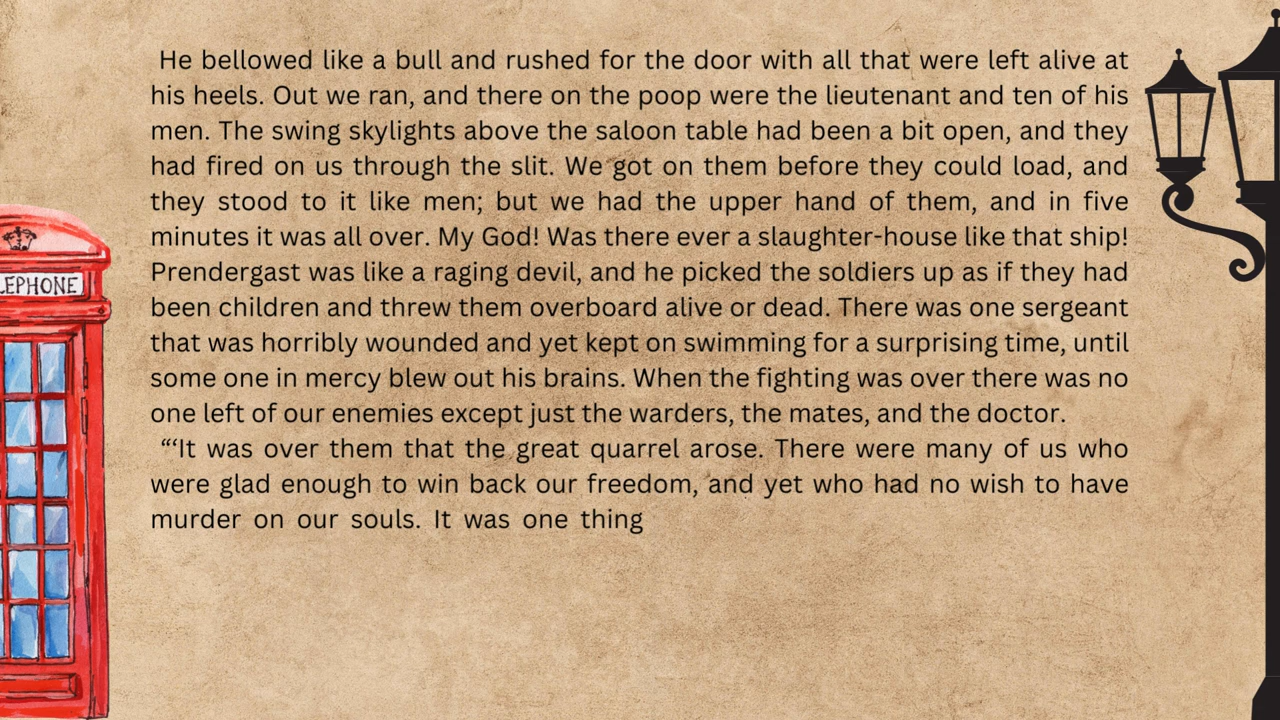 He bellowed like a bull and rushed for the door with all that were left alive at
his heels. Out we ran, and there on the poop were the lieutenant and ten of his
men. The swing skylights above the saloon table had been a bit open, and they
had fired on us through the slit. We got on them before they could load, and
they stood to it like men; but we had the upper hand of them, and in five
minutes it was all over. My God! Was there ever a slaughter-house like that ship!
Prendergast was like a raging devil, and he picked the soldiers up as if they had
been children and threw them overboard alive or dead. There was one sergeant
that was horribly wounded and yet kept on swimming for a surprising time, until
some one in mercy blew out his brains. When the fighting was over there was no
one left of our enemies except just the warders, the mates, and the doctor.
“‘It was over them that the great quarrel arose. There were many of us who
were glad enough to win back our freedom, and yet who had no wish to have
murder on our souls. It was one thing
LEPHONE